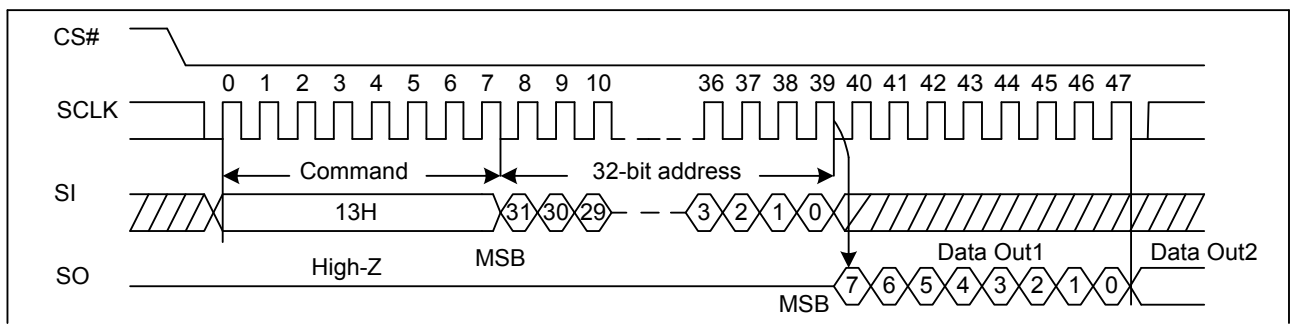 CS#
0 1 2 3 4 5 6 7 8 9 10 36 37 38 39 40 41 42 43 44 45 46 47
SCLK
Command 32-bit address
SI
13H 31 30 29 3 2 1 0
MSB Data Out1 Data Out2
High-Z
SO
7 6 5 4 3 2 1 0
MSB